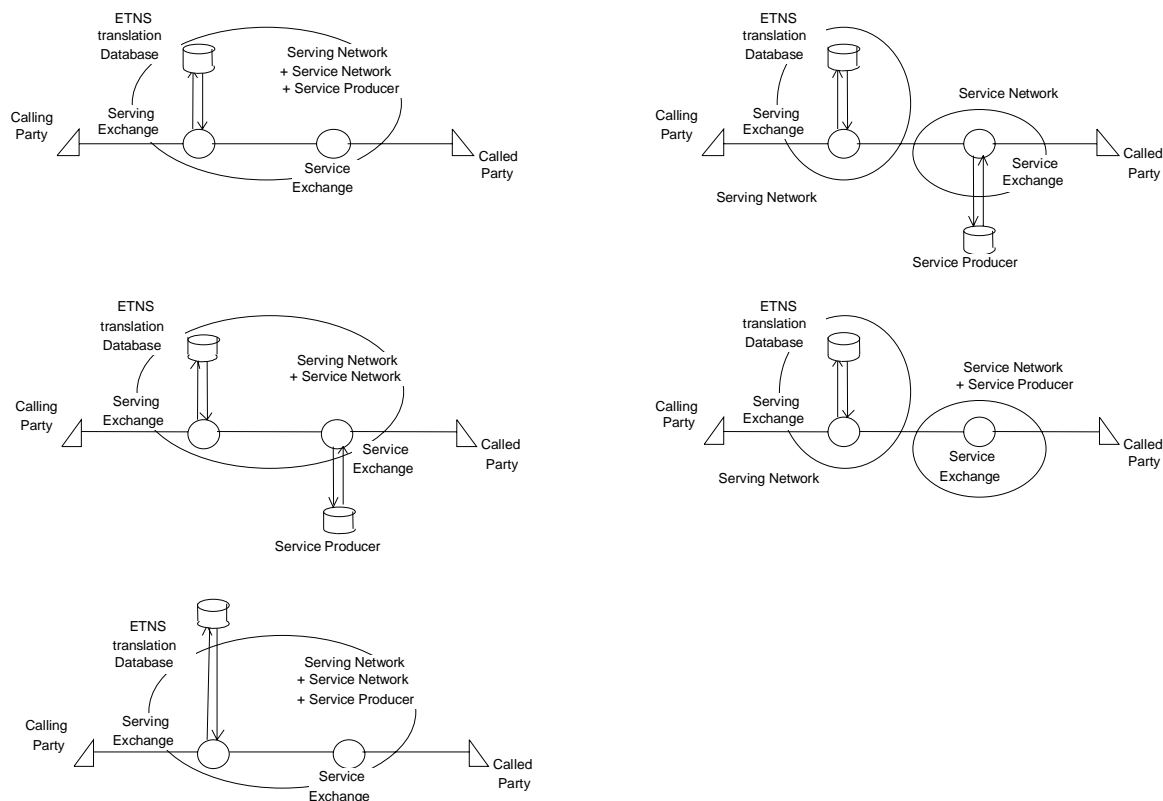 ETNS
translation
Database
Serving Network
+ Service Network
+ Service Producer
Calling
Party
Serving
Exchange
Service
Exchange
Called
Party
ETNS
translation
Database
Service Network
Calling
Party
Serving
Exchange
Service
Exchange
Called
Party
Serving Network
Service Producer
ETNS
translation
Database
Serving Network
+ Service Network
Calling
Party
Serving
Exchange
Service
Exchange
Called
Party
Service Producer
ETNS
translation
Database
Service Network
+ Service Producer
Calling
Party
Serving
Exchange
Service
Exchange
Called
Party
Serving Network
ETNS
translation
Database
Serving Network
+ Service Network
+ Service Producer
Calling
Party
Serving
Exchange
Service
Exchange
Called
Party